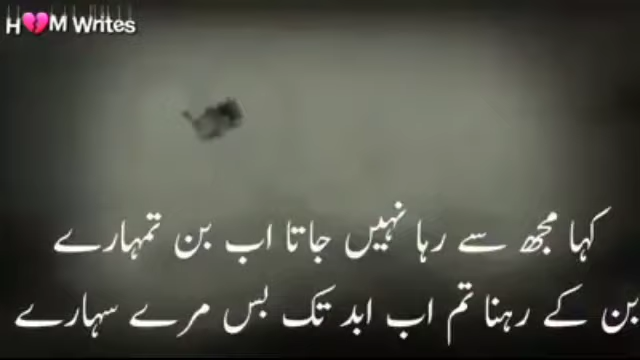 H💔M Writes
کہا مجھ سے رہا نہیں جاتا اب بن تمہارے
بن کے رہنا تم اب ابد تک بس مرے سہارے